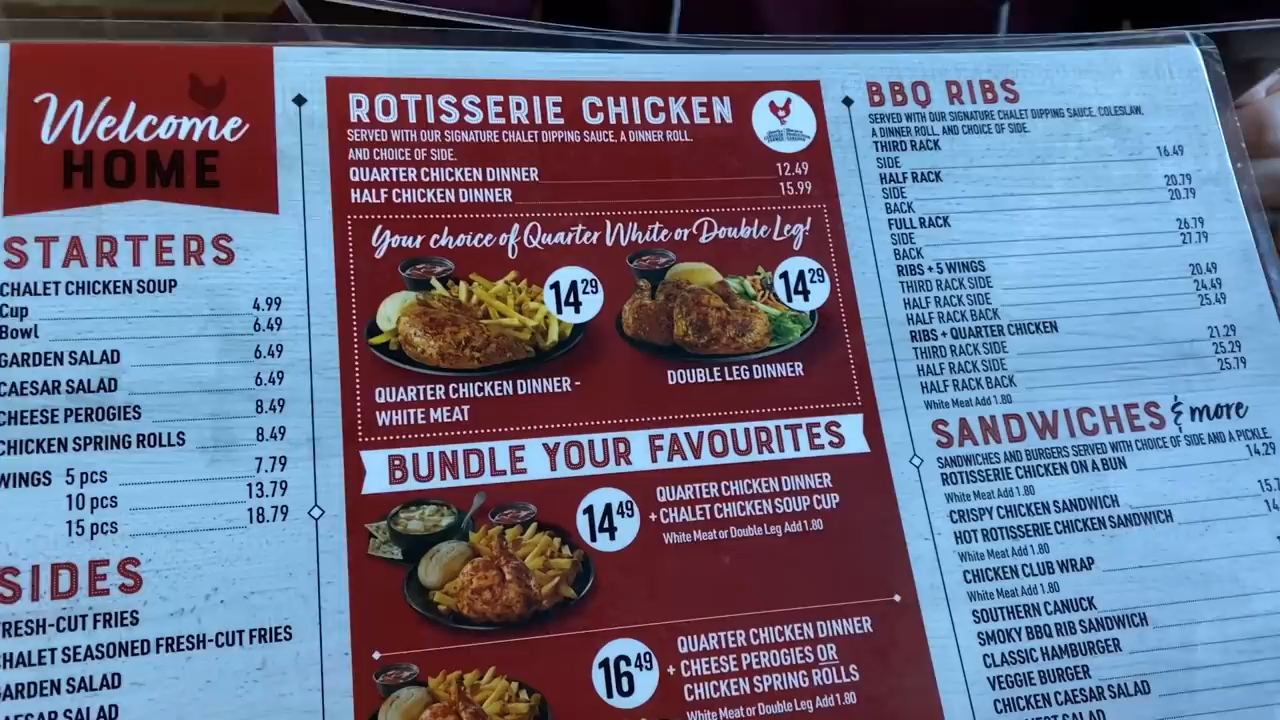 Welcome
HOME
STARTERS
CHALET CHICKEN SOUP
Cup 4.99
Bowl 6.49
GARDEN SALAD 6.49
CAESAR SALAD 6.49
CHEESE PEROGIES 8.49
CHICKEN SPRING ROLLS 8.49
WINGS 5 pcs 7.79
10 pcs 13.79
15 pcs 18.79
SIDES
FRESH-CUT FRIES
CHALET SEASONED FRESH-CUT FRIES
GARDEN SALAD
CAESAR SALAD
ROTISSERIE CHICKEN
SERVED WITH OUR SIGNATURE CHALET DIPPING SAUCE, A DINNER ROLL,
AND CHOICE OF SIDE.
QUARTER CHICKEN DINNER 12.49
HALF CHICKEN DINNER 15.99
Your choice of Quarter White or Double Leg!
14 29
14 29
QUARTER CHICKEN DINNER -
WHITE MEAT
DOUBLE LEG DINNER
BUNDLE YOUR FAVOURITES
14 49
QUARTER CHICKEN DINNER
+ CHALET CHICKEN SOUP CUP
White Meat or Double Leg Add 1.80
16 49
QUARTER CHICKEN DINNER
+ CHEESE PEROGIES OR
CHICKEN SPRING ROLLS
White Meat or Double Leg Add 1.80
BBQ RIBS
SERVED WITH OUR SIGNATURE CHALET DIPPING SAUCE, COLESLAW,
A DINNER ROLL, AND CHOICE OF SIDE.
THIRD RACK
SIDE 16.49
HALF RACK
SIDE 20.79
BACK 20.79
FULL RACK
SIDE 26.79
BACK 27.79
RIBS + 5 WINGS
THIRD RACK SIDE 20.49
HALF RACK SIDE 24.49
HALF RACK BACK 25.49
RIBS + QUARTER CHICKEN
THIRD RACK SIDE 21.29
HALF RACK SIDE 25.29
HALF RACK BACK 25.79
White Meat Add 1.80
SANDWICHES & more
SANDWICHES AND BURGERS SERVED WITH CHOICE OF SIDE AND A PICKLE.
ROTISSERIE CHICKEN ON A BUN 14.29
White Meat Add 1.80
CRISPY CHICKEN SANDWICH 15.7
HOT ROTISSERIE CHICKEN SANDWICH
White Meat Add 1.80
CHICKEN CLUB WRAP
White Meat Add 1.80
SOUTHERN CANUCK
SMOKY BBQ RIB SANDWICH
CLASSIC HAMBURGER
VEGGIE BURGER
CHICKEN CAESAR SALAD
SALAD